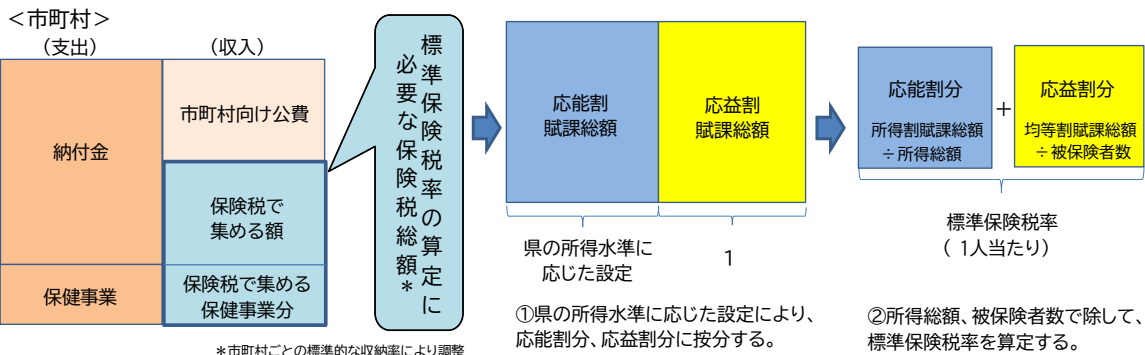 <市町村>
(支出)
(収入)
納付金
保健事業
市町村向け公費
保険税で
集める額
保険税で集める
保健事業分
標準保険税率の算定に
必要な保険税総額*
*市町村ごとの標準的な収納率により調整
応能割
賦課総額
応益割
賦課総額
県の所得水準に
応じた設定
1
①県の所得水準に応じた設定により、
応能割分、応益割分に按分する。
応能割分
所得割賦課総額
÷所得総額
+
応益割分
均等割賦課総額
÷被保険者数
標準保険税率
( 1人当たり)
②所得総額、被保険者数で除して、
標準保険税率を算定する。